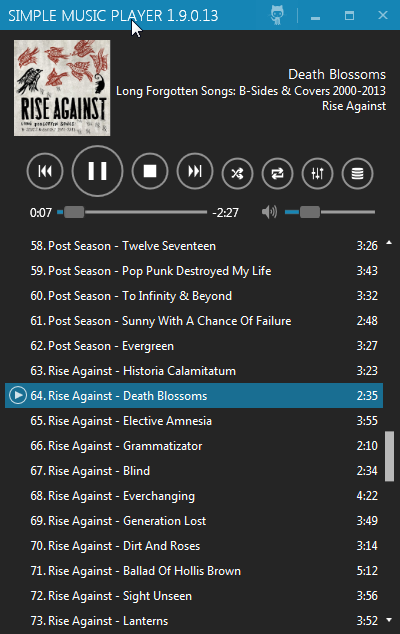 SIMPLE MUSIC PLAYER 1.9.0.13
RISE AGAINST
Death Blossoms
Long Forgotten Songs: B-Sides & Covers 2000-2013
Rise Against
0:07 -2:27
58. Post Season - Twelve Seventeen 3:26
59. Post Season - Pop Punk Destroyed My Life 3:43
60. Post Season - To Infinity & Beyond 3:32
61. Post Season - Sunny With A Chance Of Failure 2:48
62. Post Season - Evergreen 3:27
63. Rise Against - Historia Calamitatum 3:23
64. Rise Against - Death Blossoms 2:35
65. Rise Against - Elective Amnesia 3:55
66. Rise Against - Grammatizator 2:10
67. Rise Against - Blind 2:34
68. Rise Against - Everchanging 4:22
69. Rise Against - Generation Lost 3:49
70. Rise Against - Dirt And Roses 3:14
71. Rise Against - Ballad Of Hollis Brown 5:12
72. Rise Against - Sight Unseen 3:56
73. Rise Against - Lanterns 3:52